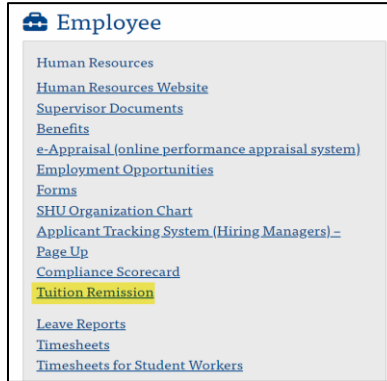 Employee
Human Resources
Human Resources Website
Supervisor Documents
Benefits
e-Appraisal (online performance appraisal system)
Employment Opportunities
Forms
SHU Organization Chart
Applicant Tracking System (Hiring Managers) –
Page Up
Compliance Scorecard
Tuition Remission
Leave Reports
Timesheets
Timesheets for Student Workers